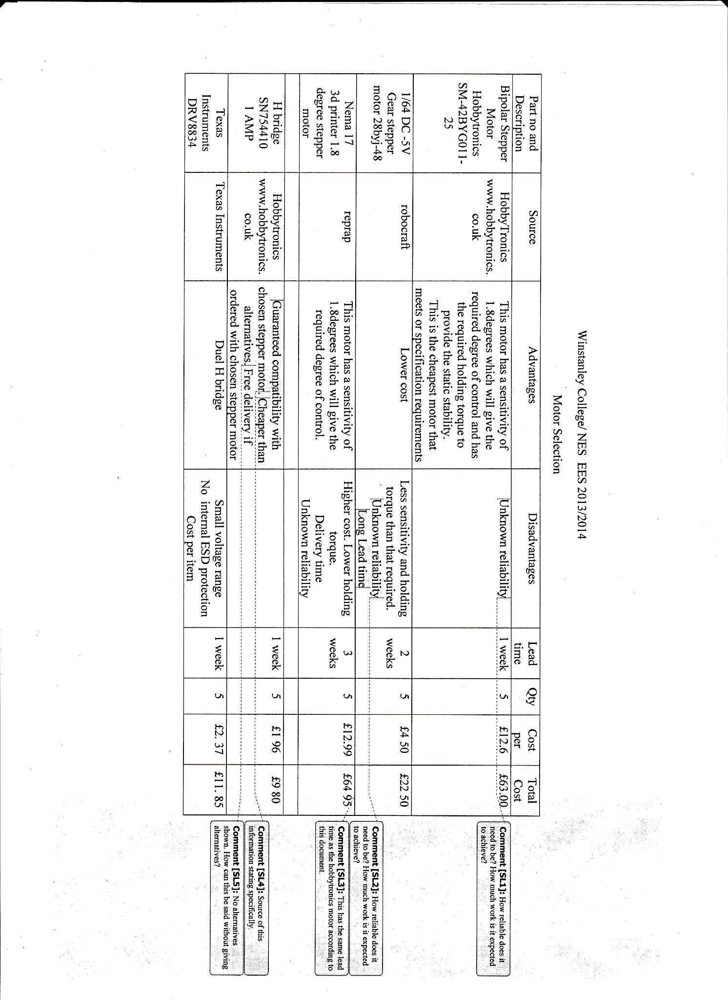 Winstanley College/ NES  EES 2013/2014
Motor Selection
Part no and
Description
Source
Advantages
Disadvantages
Lead
time
Qty
Cost
per
Total
Cost
Bipolar Stepper
Motor
Hobbytronics
SM-42BYG011-
25
HobbyTronics
www.hobbytronics.
co.uk
This motor has a sensitivity of
1.8degrees which will give the
required degree of control and has
the required holding torque to
provide the static stability.
This is the cheapest motor that
meets or specification requirements
Unknown reliability
1 week
5
£12.6
£63.00
1/64 DC -5V
Gear stepper
motor 28byj-48
robocraft
Lower cost
Less sensitivity and holding
torque than that required.
Unknown reliability
Long Lead time
2
weeks
5
£4 50
£22 50
Nema 17
3d printer 1.8
degree stepper
motor
reprap
This motor has a sensitivity of
1.8degrees which will give the
required degree of control.
Higher cost. Lower holding
torque.
Delivery time
Unknown reliability
3
weeks
5
£12.99
£64 95
H bridge
SN754410
1 AMP
Hobbytronics
www.hobbytronics.
co.uk
Guaranteed compatibility with
chosen stepper motor. Cheaper than
alternatives. Free delivery if
ordered with chosen stepper motor
1 week
5
£1 96
£9 80
Texas
Instruments
DRV8834
Texas Instruments
Duel H bridge
Small voltage range
No  internal ESD protection
Cost per item
1 week
5
£2. 37
£11. 85
Comment [SL1]: How reliable does it
need to be? How much work is it expected
to achieve?
Comment [SL2]: How reliable does it
need to be? How much work is it expected
to achieve?
Comment [SL3]: This has the same lead
time as the hobbytronics motor according to
this document.
Comment [SL4]: Source of this
information stating specifically.
Comment [SL5]: No alternatives
shown. How can this be said without giving
alternatives?